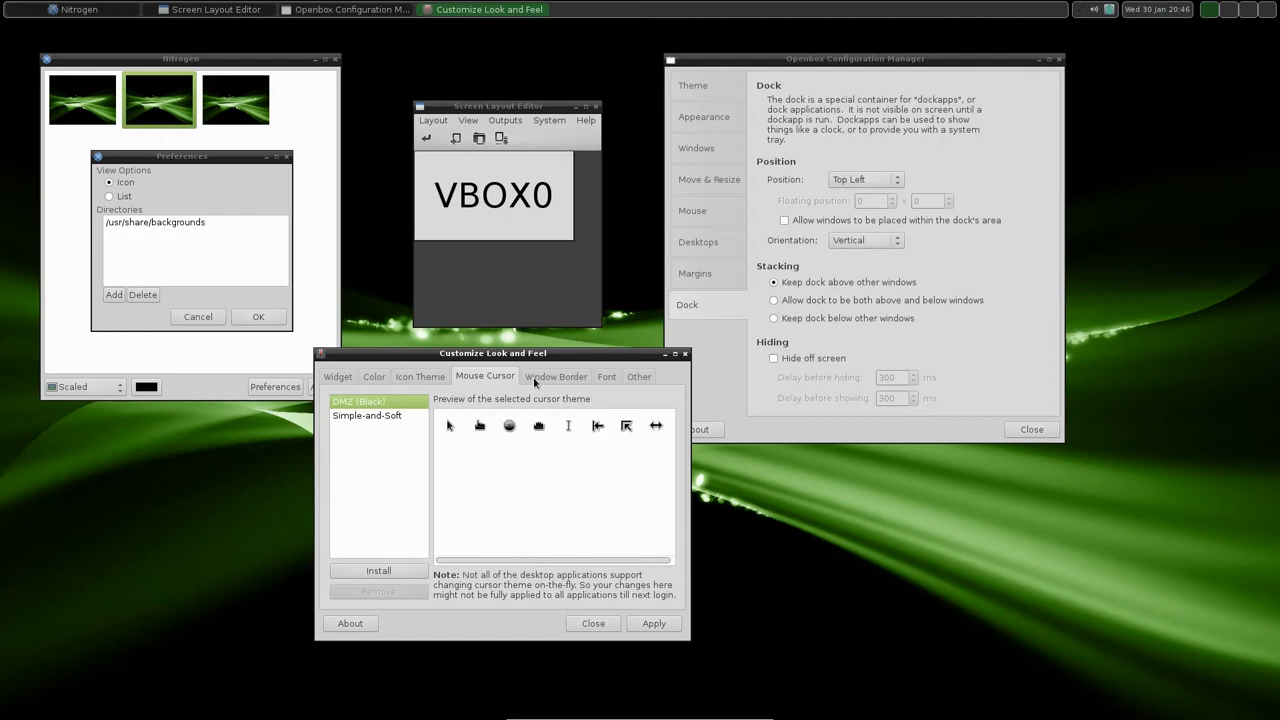 Nitrogen
Screen Layout Editor
Openbox Configuration M...
Customize Look and Feel
Wed 30 Jan 20:46
Nitrogen
Preferences
View Options
Icon
List
Directories
/usr/share/backgrounds
Add
Delete
Cancel
OK
Scaled
Preferences
Screen Layout Editor
Layout View Outputs System Help
VBOX0
Openbox Configuration Manager
Theme
Appearance
Windows
Move & Resize
Mouse
Desktops
Margins
Dock
Dock
The dock is a special container for "dockapps", or
dock applications. It is not visible on screen until a
dockapp is run. Dockapps can be used to show
things like a clock, or to provide you with a system
tray.
Position
Position: Top Left
Floating position: 0 x 0
Allow windows to be placed within the dock's area
Orientation: Vertical
Stacking
Keep dock above other windows
Allow dock to be both above and below windows
Keep dock below other windows
Hiding
Hide off screen
Delay before hiding: 300 ms
Delay before showing: 300 ms
out
Close
Customize Look and Feel
Widget Color Icon Theme Mouse Cursor Window Border Font Other
DMZ (Black)
Simple-and-Soft
Install
Remove
Preview of the selected cursor theme
Note: Not all of the desktop applications support
changing cursor theme on-the-fly. So your changes here
might not be fully applied to all applications till next login.
About
Close
Apply